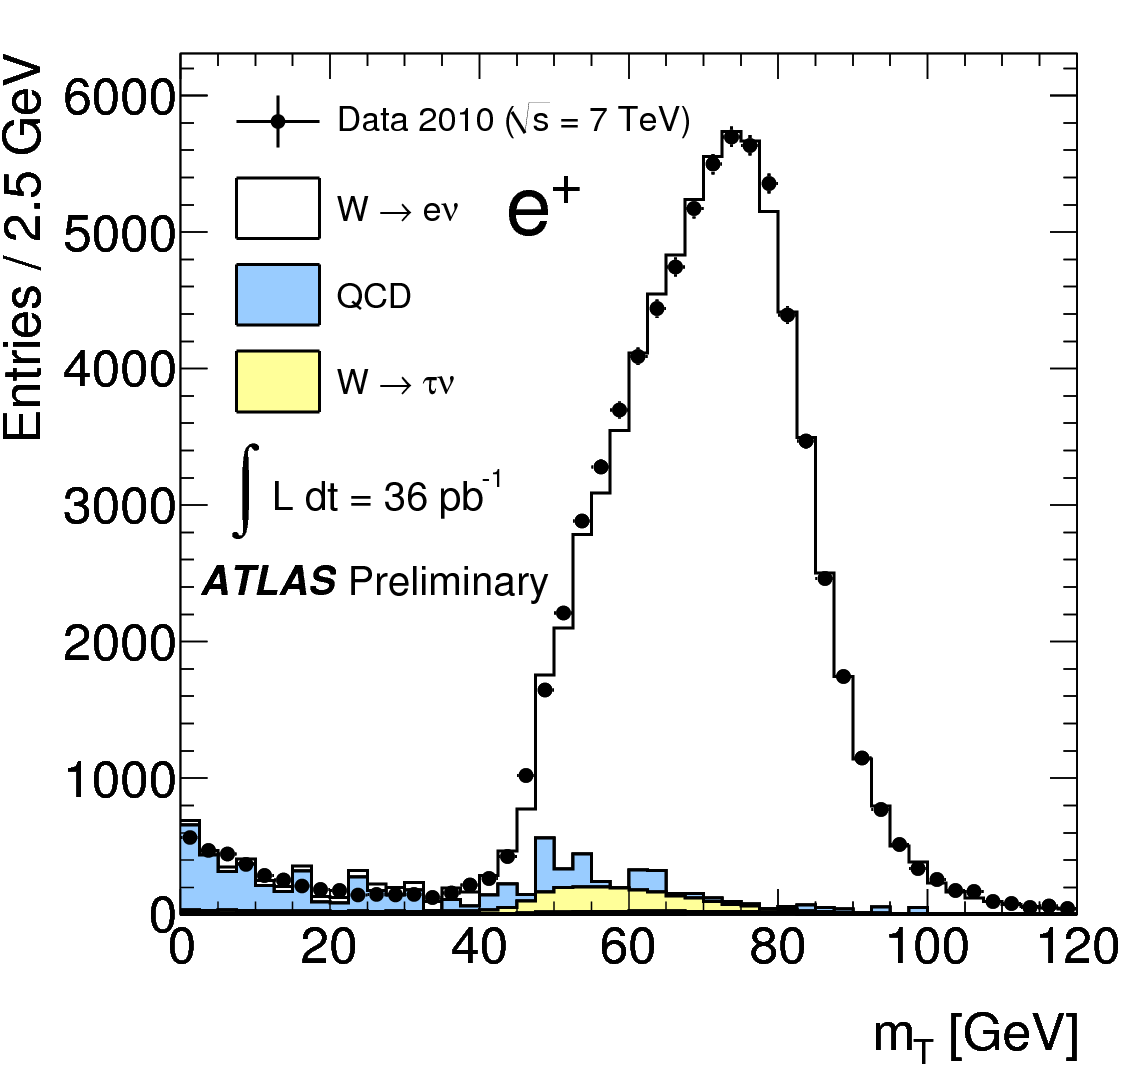 Entries / 2.5 GeV
6000
5000
4000
3000
2000
1000
0
Data 2010 (√s = 7 TeV)
W → eν
e⁺
QCD
W → τν
∫ L dt = 36 pb⁻¹
ATLAS Preliminary
0 20 40 60 80 100 120
m_T [GeV]